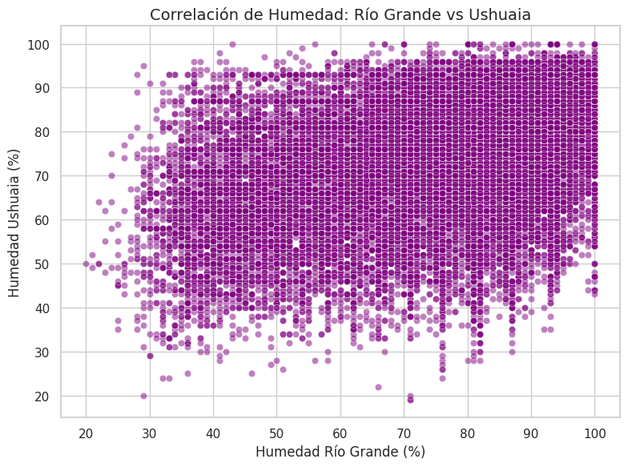 Correlación de Humedad: Río Grande vs Ushuaia
100
90
80
70
60
50
40
30
20
Humedad Ushuaia (%)
20 30 40 50 60 70 80 90 100
Humedad Río Grande (%)